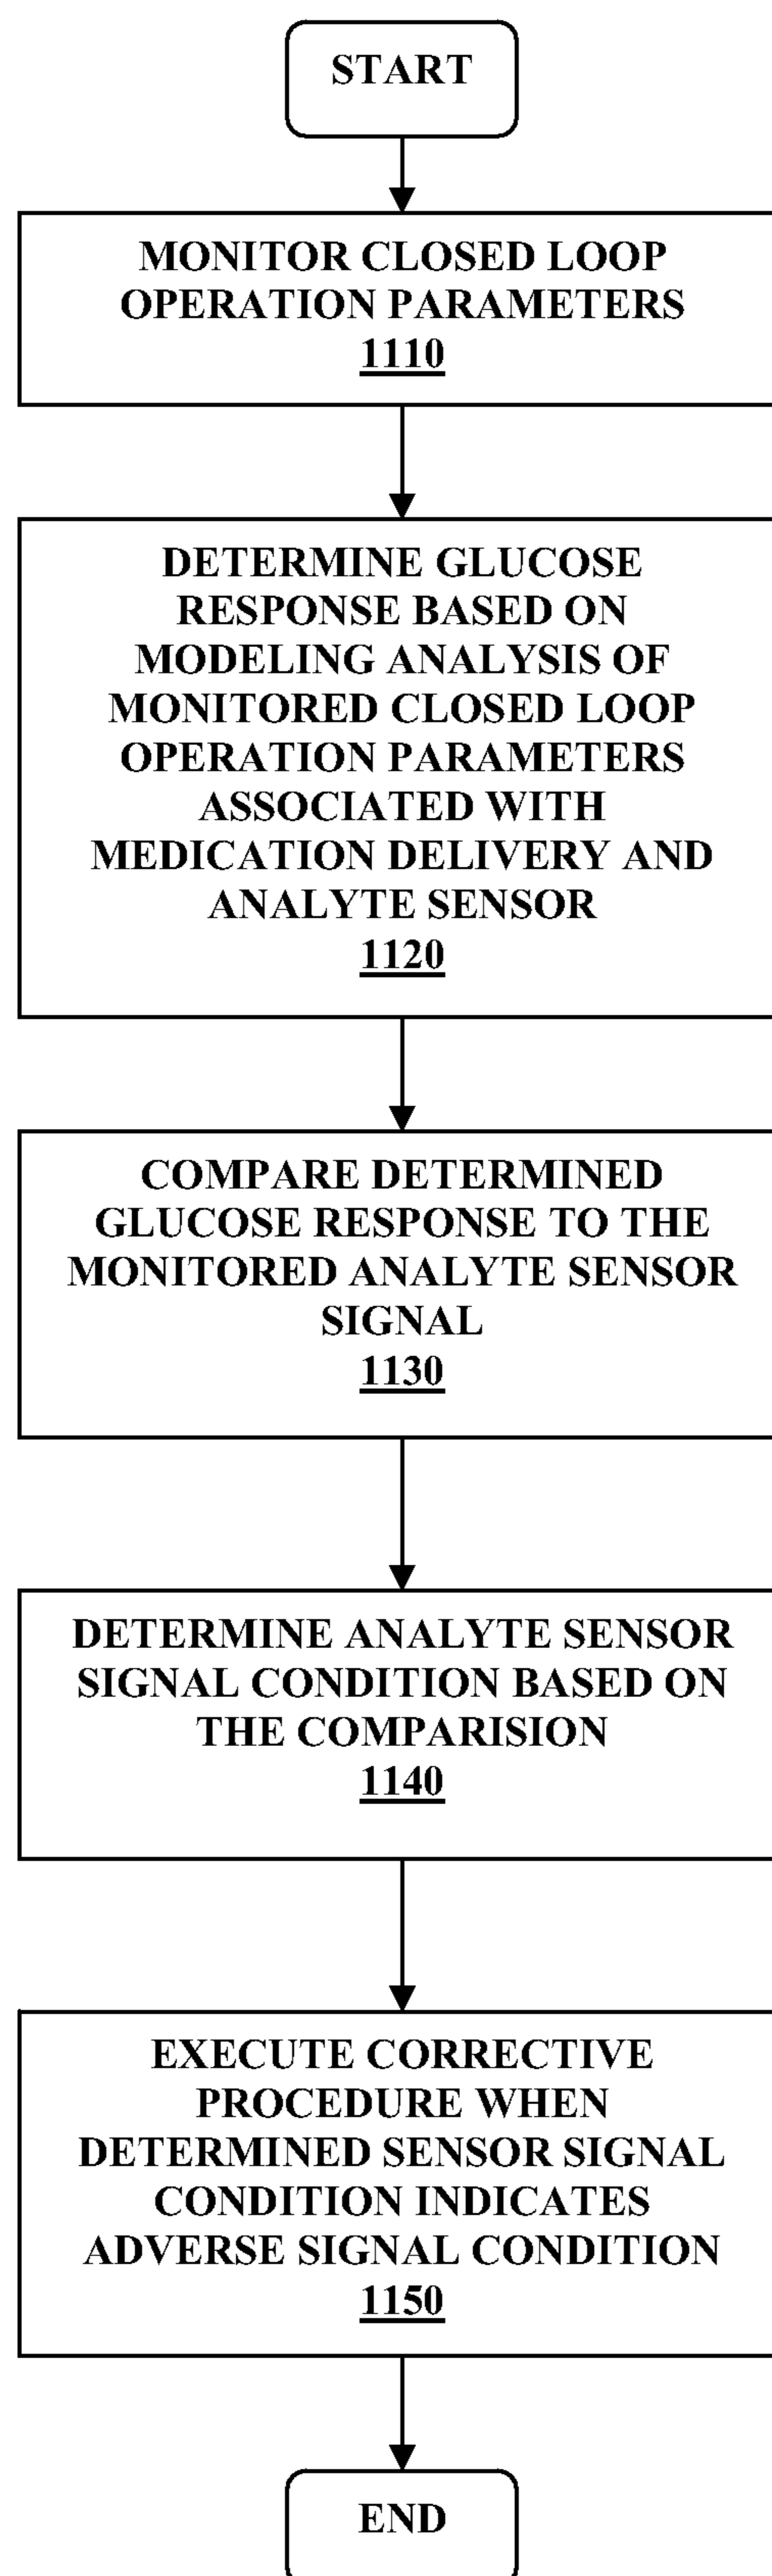 START
MONITOR CLOSED LOOP
OPERATION PARAMETERS
1110
DETERMINE GLUCOSE
RESPONSE BASED ON
MODELING ANALYSIS OF
MONITORED CLOSED LOOP
OPERATION PARAMETERS
ASSOCIATED WITH
MEDICATION DELIVERY AND
ANALYTE SENSOR
1120
COMPARE DETERMINED
GLUCOSE RESPONSE TO THE
MONITORED ANALYTE SENSOR
SIGNAL
1130
DETERMINE ANALYTE SENSOR
SIGNAL CONDITION BASED ON
THE COMPARISION
1140
EXECUTE CORRECTIVE
PROCEDURE WHEN
DETERMINED SENSOR SIGNAL
CONDITION INDICATES
ADVERSE SIGNAL CONDITION
1150
END